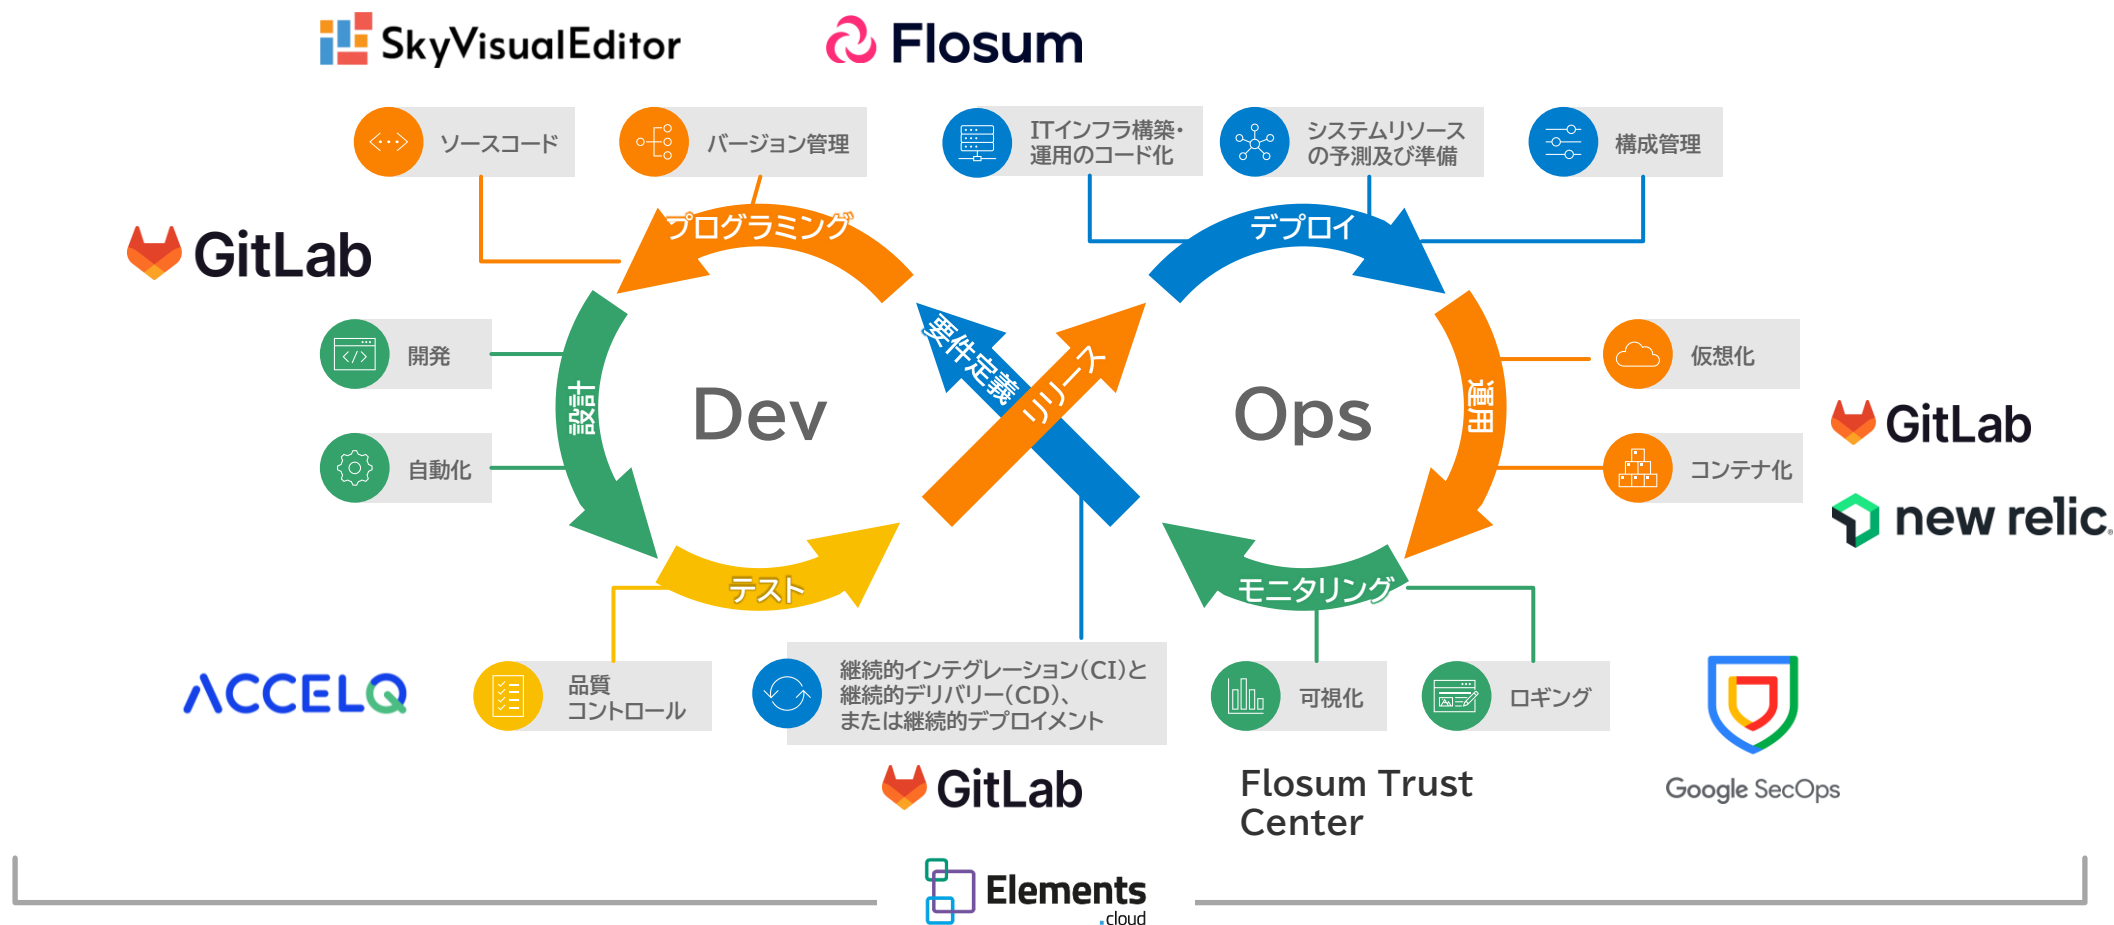 SkyVisualEditor
Flosum
ソースコード
バージョン管理
ITインフラ構築・
運用のコード化
システムリソース
の予測及び準備
構成管理
プログラミング
デプロイ
GitLab
開発
自動化
設計
Dev
要件定義
リリース
Ops
運用
仮想化
コンテナ化
GitLab
new relic®
テスト
モニタリング
ACCELQ
品質
コントロール
継続的インテグレーション(CI)と
継続的デリバリー(CD)、
または継続的デプロイメント
可視化
ロギング
GitLab
Flosum Trust
Center
Google SecOps
Elements
.cloud